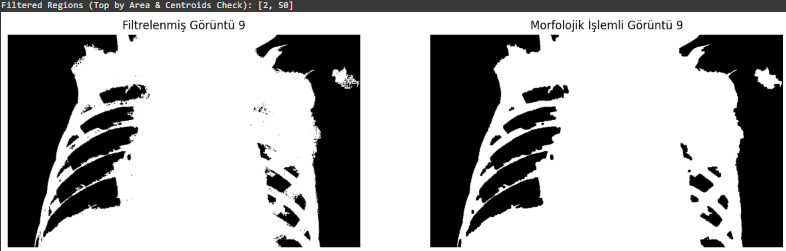 Filtered Regions (Top by Area & Centroids Check): [2, 50]
Filtrelenmiş Görüntü 9
Morfolojik İşlemli Görüntü 9